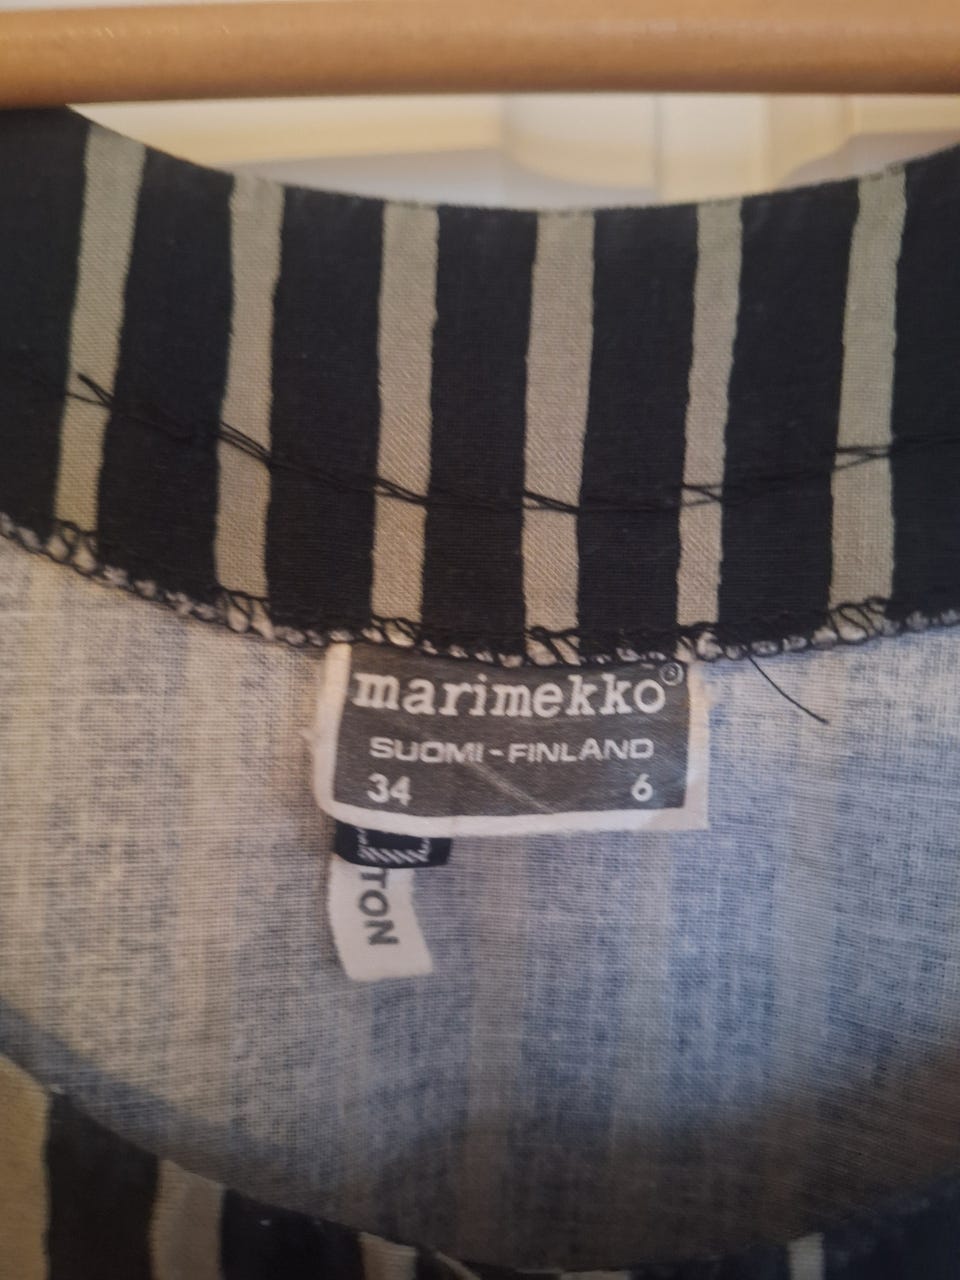 marimekko®
SUOMI - FINLAND
34 6
TON